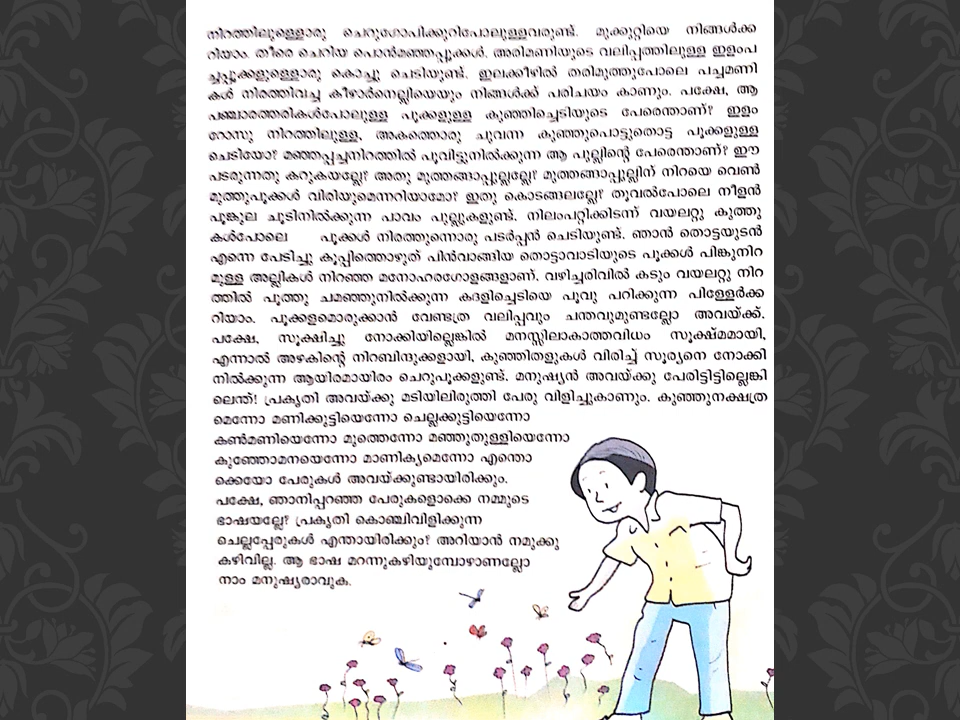 നിറത്തിലുള്ളൊരു ചെറുഗോപിക്കുറിപോലുള്ളവരുണ്ട്. മുക്കുറ്റിയെ നിങ്ങൾക്ക
റിയാം. തീരെ ചെറിയ പൊൻമഞ്ഞപ്പൂക്കൾ. അരിമണിയുടെ വലിപ്പത്തിലുള്ള ഇളംപ
ച്ചപ്പൂക്കളുള്ളൊരു കൊച്ചു ചെടിയുണ്ട്. ഇലക്കീഴിൽ തരിമുത്തുപോലെ പച്ചമണി
കൾ നിരത്തിവച്ച കീഴാർനെല്ലിയെയും നിങ്ങൾക്ക് പരിചയം കാണും. പക്ഷേ, ആ
പഞ്ചാരത്തരികൾപോലുള്ള പൂക്കളുള്ള കുഞ്ഞിച്ചെടിയുടെ പേരെന്താണ്? ഇളം
റോസു നിറത്തിലുള്ള, അകത്തൊരു ചുവന്ന കുഞ്ഞുപൊട്ടുതൊട്ട പൂക്കളുള്ള
ചെടിയോ? മഞ്ഞപ്പച്ചനിറത്തിൽ പൂവിട്ടുനിൽക്കുന്ന ആ പുല്ലിന്റെ പേരെന്താണ്? ഈ
പടരുന്നതു കറുകയല്ലേ? അതു മുത്തങ്ങാപ്പുല്ലല്ലേ? മുത്തങ്ങാപ്പുല്ലിന് നിറയെ വെൺ
മുത്തുപൂക്കൾ വിരിയുമെന്നറിയാമോ? ഇതു കൊടങ്ങലല്ലേ? തൂവൽപോലെ നീളൻ
പൂങ്കുല ചൂടിനിൽക്കുന്ന പാവം പുല്ലുകളുണ്ട്. നിലംപറ്റിക്കിടന്ന് വയലറ്റു കുത്തു
കൾപോലെ പൂക്കൾ നിരത്തുന്നൊരു പടർപ്പൻ ചെടിയുണ്ട്. ഞാൻ തൊട്ടയുടൻ
എന്നെ പേടിച്ചു കൂപ്പിത്തൊഴുത് പിൻവാങ്ങിയ തൊട്ടാവാടിയുടെ പൂക്കൾ പിങ്കുനിറ
മുള്ള അല്ലികൾ നിറഞ്ഞ മനോഹരഗോളങ്ങളാണ്. വഴിച്ചരിവിൽ കടും വയലറ്റു നിറ
ത്തിൽ പൂത്തു ചമഞ്ഞുനിൽക്കുന്ന കദളിച്ചെടിയെ പൂവു പറിക്കുന്ന പിള്ളേർക്ക
റിയാം. പൂക്കളമൊരുക്കാൻ വേണ്ടത്ര വലിപ്പവും ചന്തവുമുണ്ടല്ലോ അവയ്ക്ക്.
പക്ഷേ, സൂക്ഷിച്ചു നോക്കിയില്ലെങ്കിൽ മനസ്സിലാകാത്തവിധം സൂക്ഷ്മമായി,
എന്നാൽ അഴകിന്റെ നിറബിന്ദുക്കളായി, കുഞ്ഞിതളുകൾ വിരിച്ച് സൂര്യനെ നോക്കി
നിൽക്കുന്ന ആയിരമായിരം ചെറുപൂക്കളുണ്ട്. മനുഷ്യൻ അവയ്ക്കു പേരിട്ടിട്ടില്ലെങ്കി
ലെന്ത്! പ്രകൃതി അവയ്ക്കു മടിയിലിരുത്തി പേരു വിളിച്ചുകാണും. കുഞ്ഞുനക്ഷത്ര
മെന്നോ മണിക്കുട്ടിയെന്നോ ചെല്ലക്കുട്ടിയെന്നോ
കൺമണിയെന്നോ മുത്തെന്നോ മഞ്ഞുതുള്ളിയെന്നോ
കുഞ്ഞോമനയെന്നോ മാണിക്യമെന്നോ എന്തൊ
ക്കെയോ പേരുകൾ അവയ്ക്കുണ്ടായിരിക്കും.
പക്ഷേ, ഞാനിപ്പറഞ്ഞ പേരുകളൊക്കെ നമ്മുടെ
ഭാഷയല്ലേ? പ്രകൃതി കൊഞ്ചിവിളിക്കുന്ന
ചെല്ലപ്പേരുകൾ എന്തായിരിക്കും? അറിയാൻ നമുക്കു
കഴിവില്ല. ആ ഭാഷ മറന്നുകഴിയുമ്പോഴാണല്ലോ
നാം മനുഷ്യരാവുക.